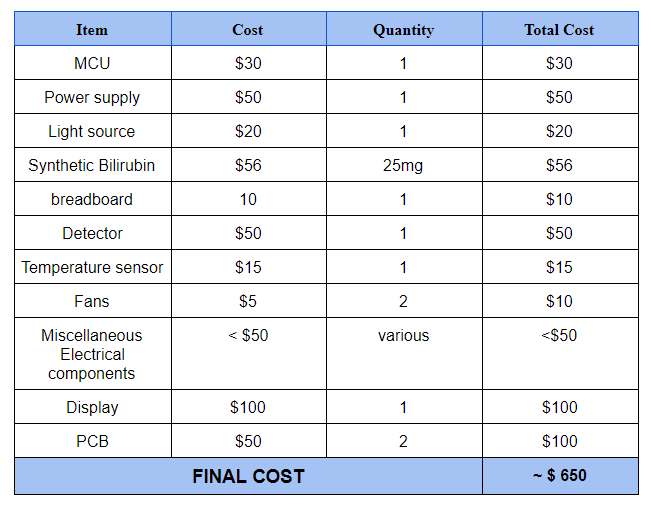 Item Cost Quantity Total Cost
MCU $30 1 $30
Power supply $50 1 $50
Light source $20 1 $20
Synthetic Bilirubin $56 25mg $56
breadboard 10 1 $10
Detector $50 1 $50
Temperature sensor $15 1 $15
Fans $5 2 $10
Miscellaneous < $50 various <$50
Electrical
components
Display $100 1 $100
PCB $50 2 $100
FINAL COST ~ $ 650